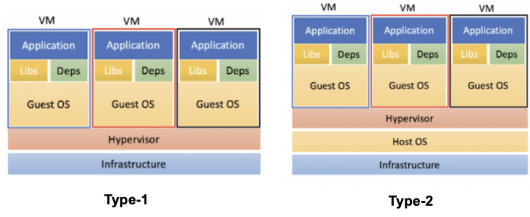 VM VM VM
Application Application Application
Libs Deps Libs Deps Libs Deps
Guest OS Guest OS Guest OS
Hypervisor
Infrastructure
Type-1
VM VM VM
Application Application Application
Libs Deps Libs Deps Libs Deps
Guest OS Guest OS Guest OS
Hypervisor
Host OS
Infrastructure
Type-2